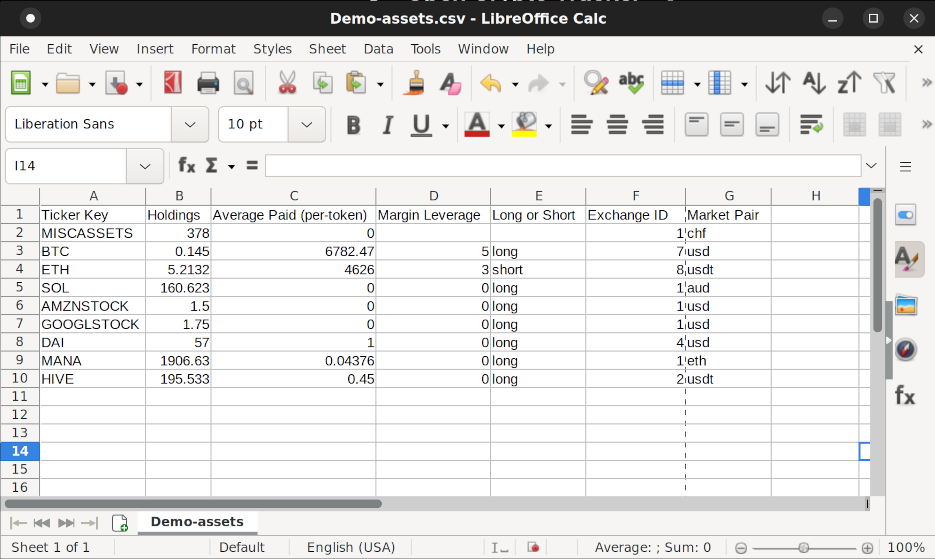 Demo-assets.csv - LibreOffice Calc
File Edit View Insert Format Styles Sheet Data Tools Window Help
abc
Liberation Sans 10 pt B I U A
I14 fx Σ =
A B C D E F G H
1 Ticker Key Holdings Average Paid (per-token) Margin Leverage Long or Short Exchange ID Market Pair
2 MISCASSETS 378 0 1 chf
3 BTC 0.145 6782.47 5 long 7 usd
4 ETH 5.2132 4626 3 short 8 usdt
5 SOL 160.623 0 0 long 1 aud
6 AMZNSTOCK 1.5 0 0 long 1 usd
7 GOOGLSTOCK 1.75 0 0 long 1 usd
8 DAI 57 1 0 long 4 usd
9 MANA 1906.63 0.04376 0 long 1 eth
10 HIVE 195.533 0.45 0 long 2 usdt
11
12
13
14
15
16
fx
Demo-assets
Sheet 1 of 1 Default English (USA) Average: ; Sum: 0 100%